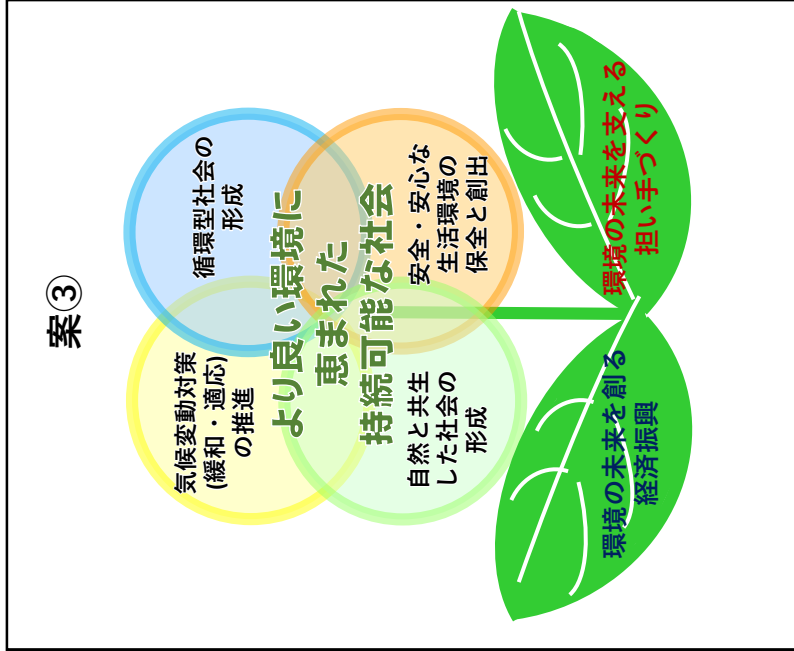 案③
気候変動対策
(緩和・適応)
の推進
循環型社会の
形成
より良い環境に
恵まれた
持続可能な社会
自然と共生
した社会の
形成
安全・安心な
生活環境の
保全と創出
環境の未来を創る
経済振興
環境の未来を支える
担い手づくり